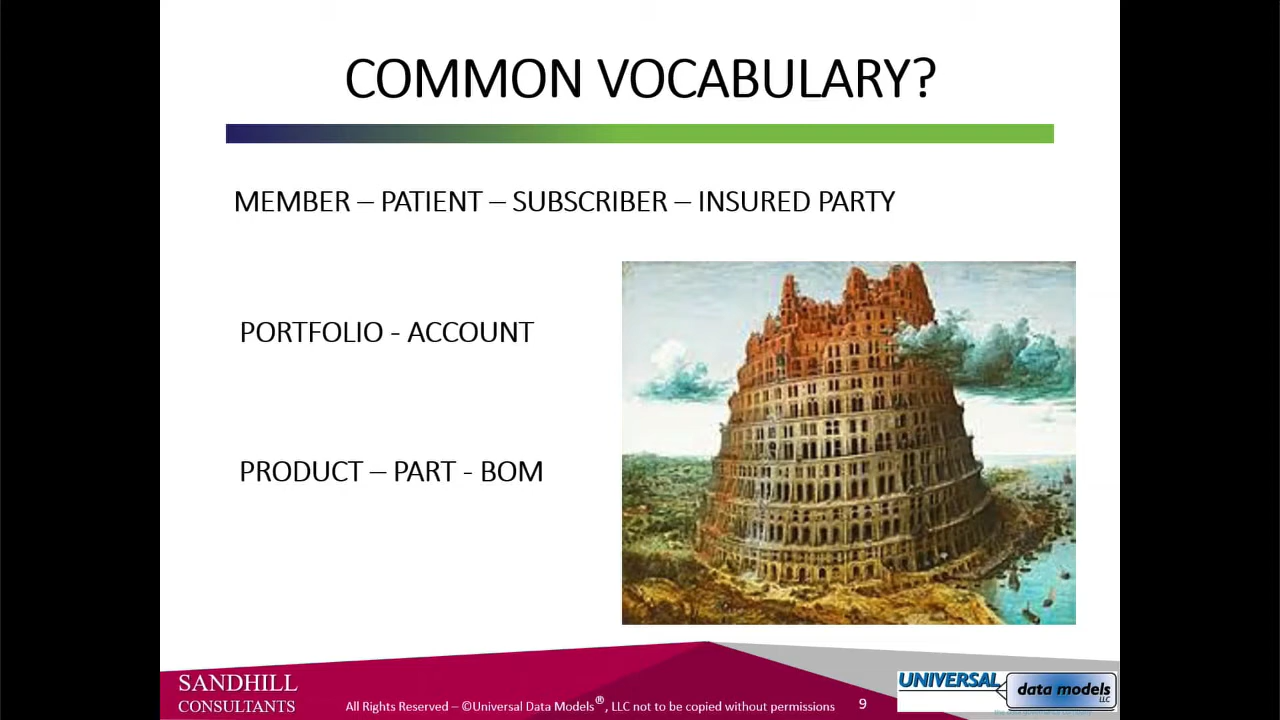 COMMON VOCABULARY?
MEMBER – PATIENT – SUBSCRIBER – INSURED PARTY
PORTFOLIO - ACCOUNT
PRODUCT – PART - BOM
SANDHILL
CONSULTANTS
All Rights Reserved – ©Universal Data Models®, LLC not to be copied without permissions
9
UNIVERSAL
data models
LLC